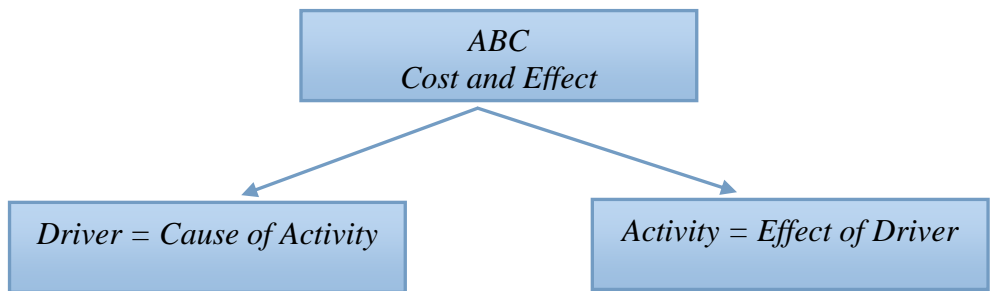 ABC
Cost and Effect
Driver = Cause of Activity
Activity = Effect of Driver